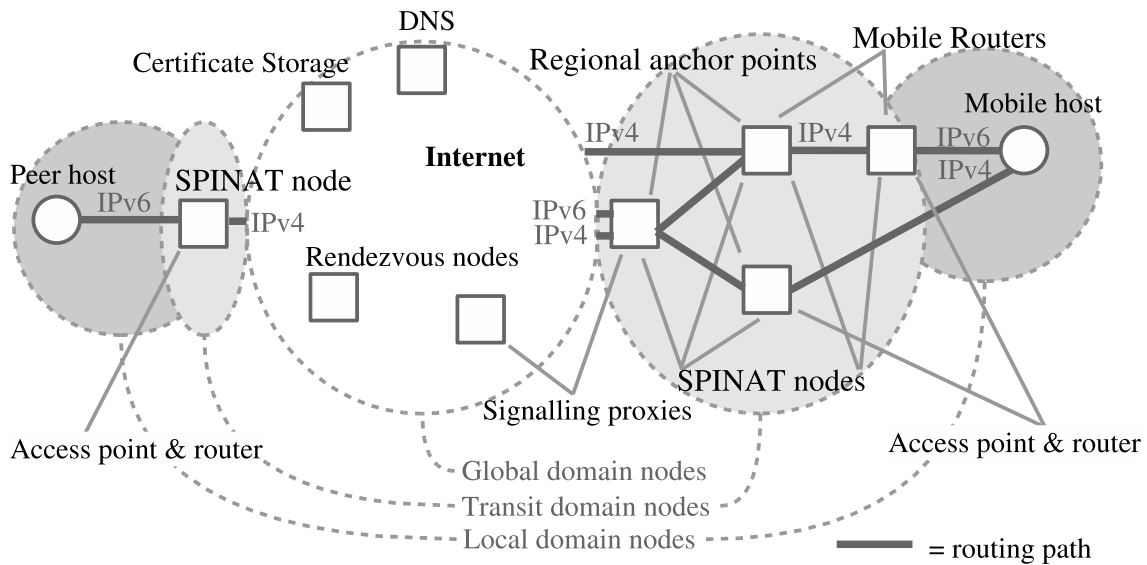 DNS
Certificate Storage
Regional anchor points
Mobile Routers
Mobile host
IPv4
IPv4
IPv6
Internet
IPv4
Peer host
SPINAT node
IPv6
IPv4
IPv6
IPv4
Rendezvous nodes
SPINAT nodes
Signalling proxies
Access point & router
Access point & router
Global domain nodes
Transit domain nodes
Local domain nodes
= routing path